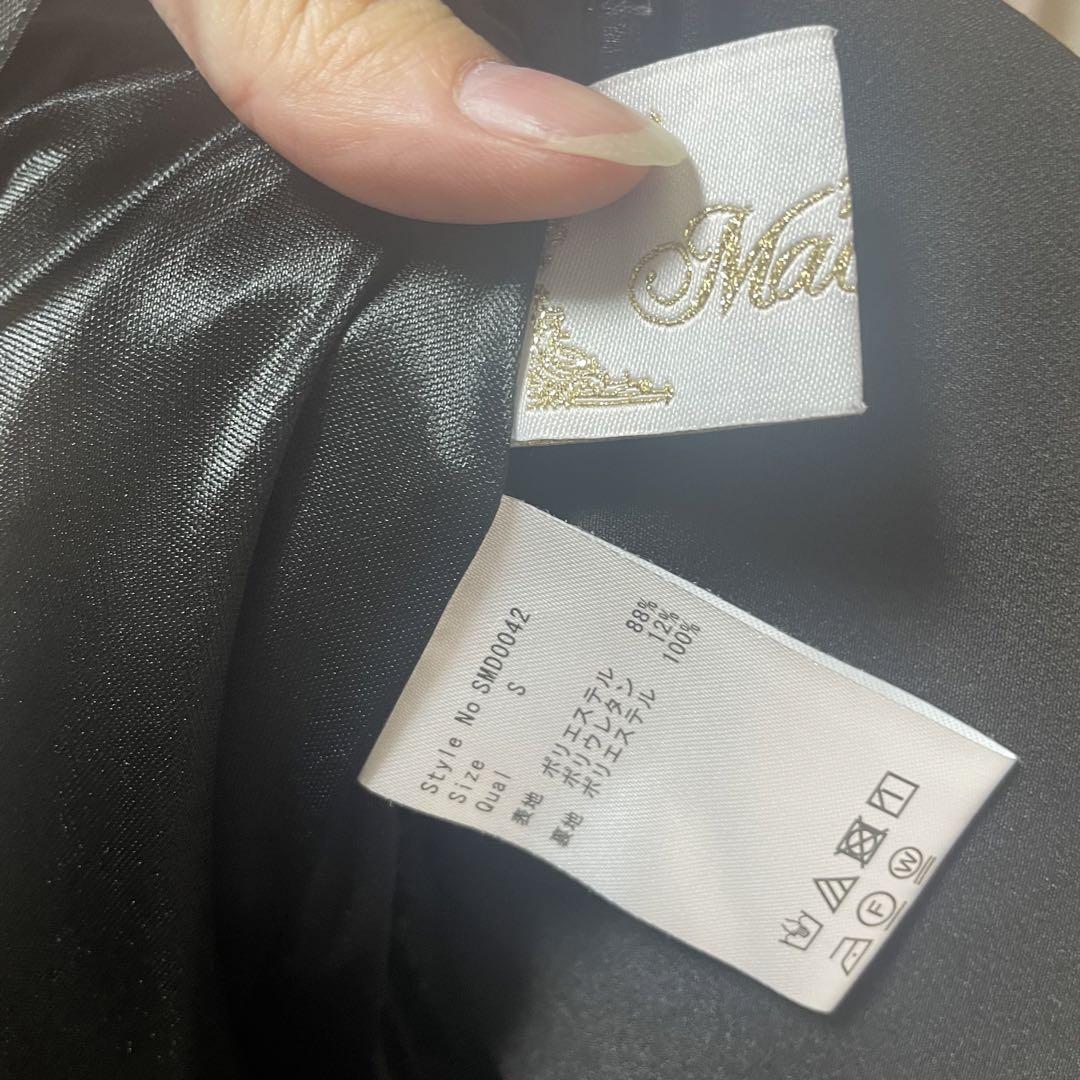 Mai
Style No SMD0042
Size S
Qual
表地 ポリエステル 88%
ポリウレタン 12%
裏地 ポリエステル 100%
F
W